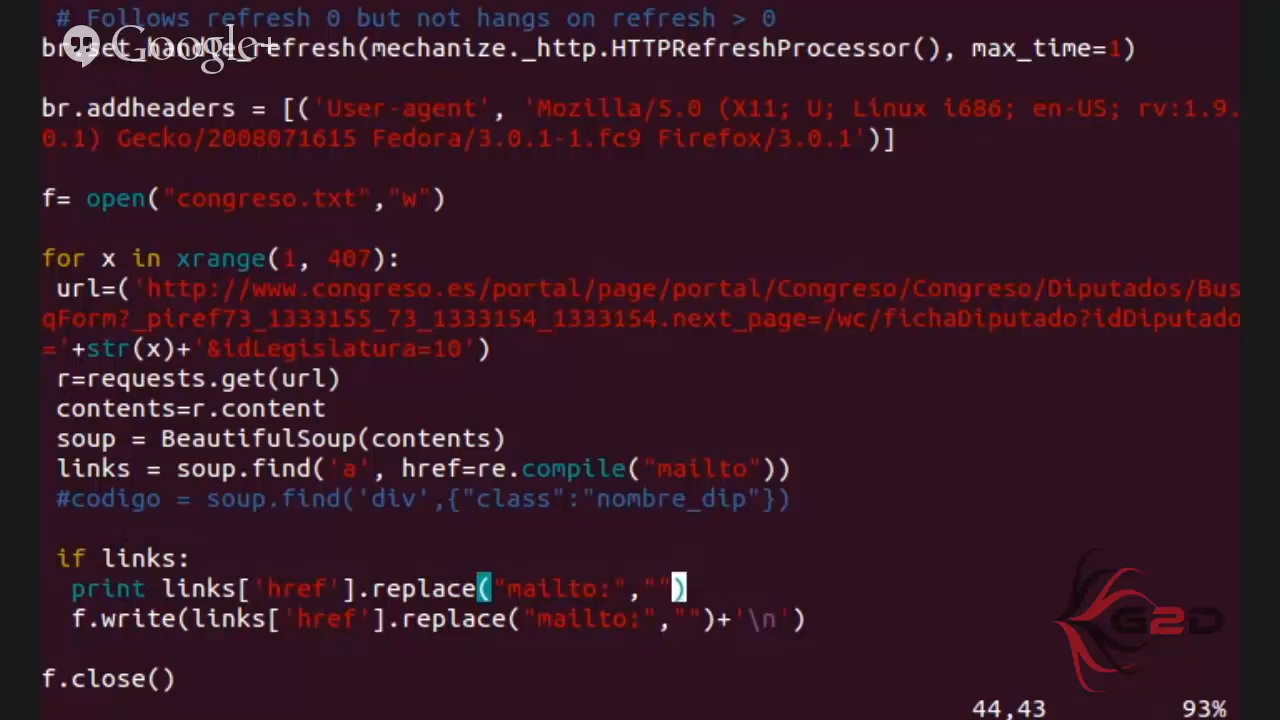 # Follows refresh 0 but not hangs on refresh > 0
Google+
br.set_handle_refresh(mechanize._http.HTTPRefreshProcessor(), max_time=1)
br.addheaders = [('User-agent', 'Mozilla/5.0 (X11; U; Linux i686; en-US; rv:1.9.
0.1) Gecko/2008071615 Fedora/3.0.1-1.fc9 Firefox/3.0.1')]
f= open("congreso.txt","w")
for x in xrange(1, 407):
url=('http://www.congreso.es/portal/page/portal/Congreso/Congreso/Diputados/Bus
qForm?_piref73_1333155_73_1333154_1333154.next_page=/wc/fichaDiputado?idDiputado
='+str(x)+'&idLegislatura=10')
r=requests.get(url)
contents=r.content
soup = BeautifulSoup(contents)
links = soup.find('a', href=re.compile("mailto"))
#codigo = soup.find('div',{"class":"nombre_dip"})
if links:
print links['href'].replace("mailto:","")
f.write(links['href'].replace("mailto:","")+'\n')
G2D
f.close()
44,43 93%